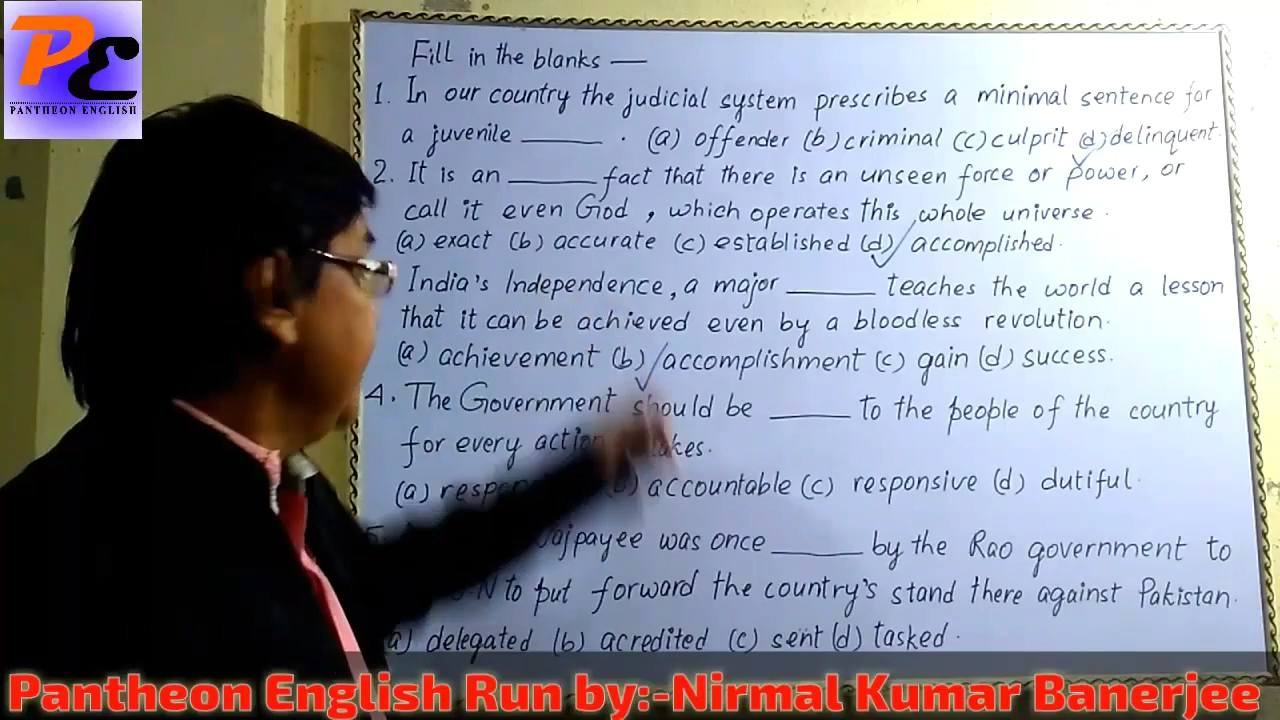 PE
PANTHEON ENGLISH
Fill in the blanks —
1. In our country the judicial system prescribes a minimal sentence for
a juvenile ______ . (a) offender (b) criminal (c) culprit (d) delinquent.
2. It is an ______ fact that there is an unseen force or power, or
call it even God, which operates this whole universe.
(a) exact (b) accurate (c) established (d) accomplished.
India's Independence, a major ______ teaches the world a lesson
that it can be achieved even by a bloodless revolution.
(a) achievement (b) accomplishment (c) gain (d) success.
4. The Government should be ______ to the people of the country
for every action takes.
(a) (b) accountable (c) responsive (d) dutiful.
Vajpayee was once ______ by the Rao government to
N to put forward the country's stand there against Pakistan.
(a) delegated (b) acredited (c) sent (d) tasked.
Pantheon English Run by:-Nirmal Kumar Banerjee